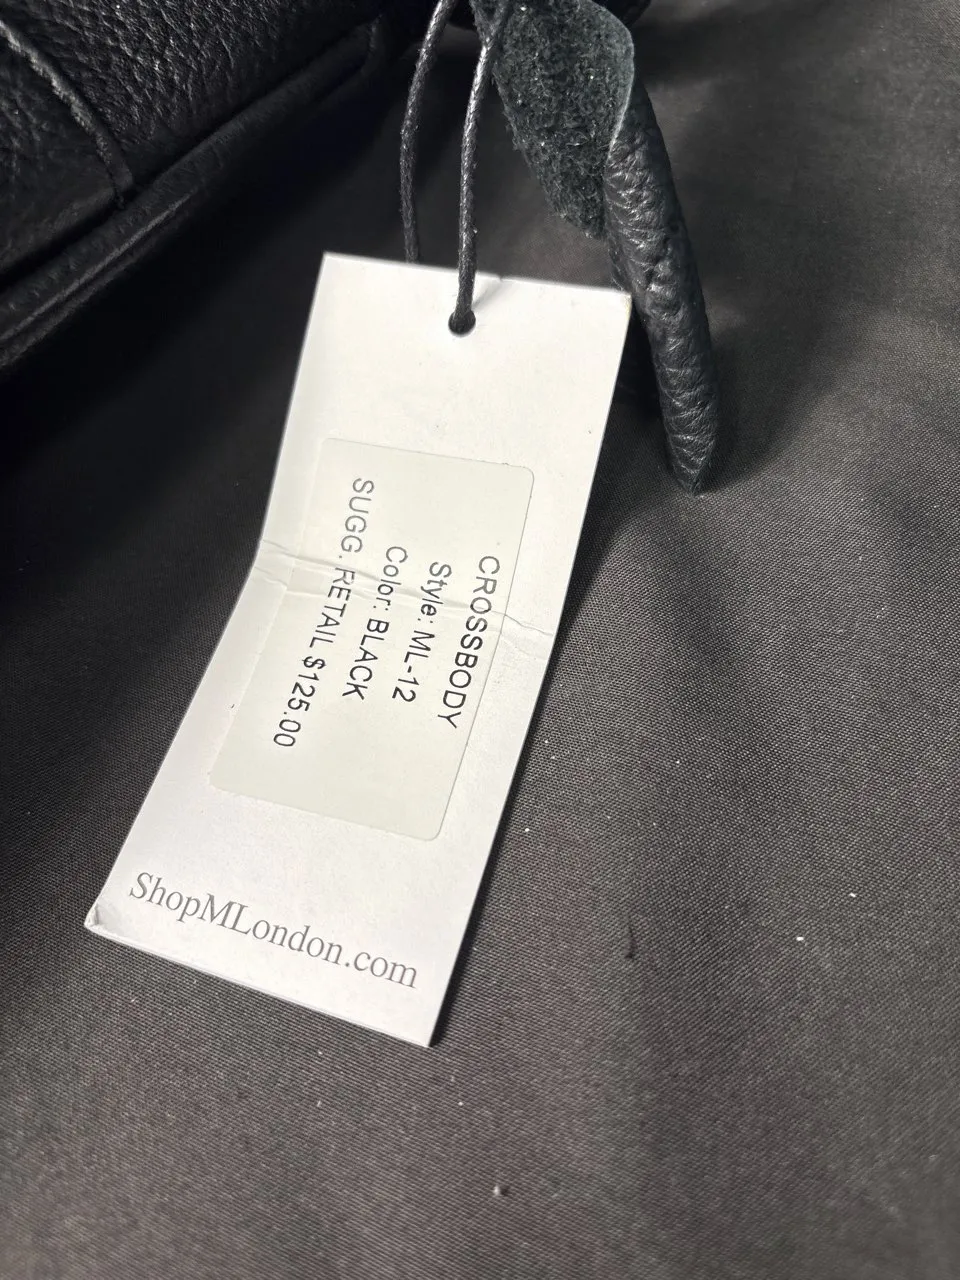 CROSSBODY
Style: ML-12
Color: BLACK
SUGG. RETAIL $125.00
ShopMLondon.com